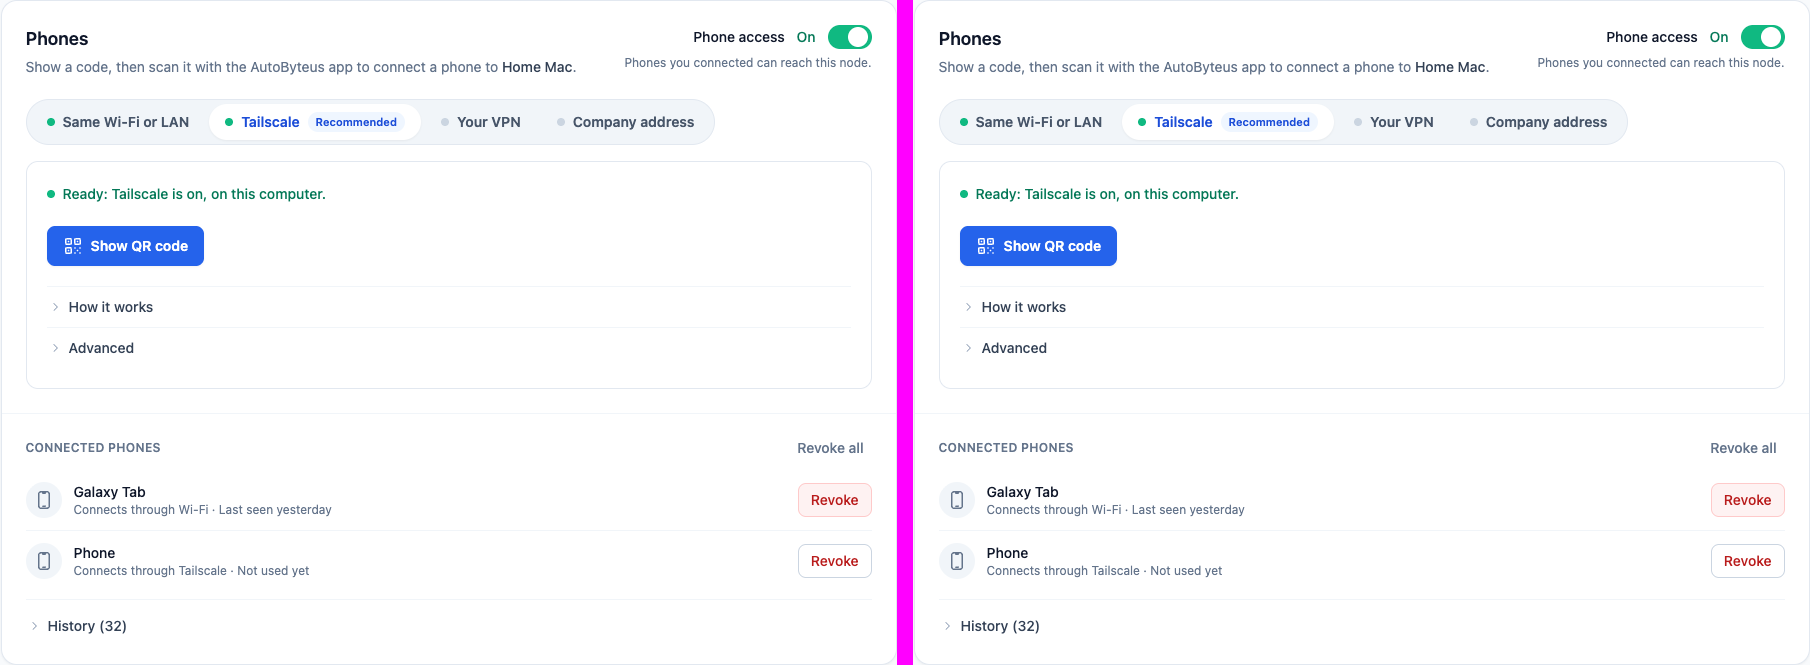 Phones
Phone access On
Show a code, then scan it with the AutoByteus app to connect a phone to Home Mac.
Phones you connected can reach this node.
Same Wi-Fi or LAN
Tailscale Recommended
Your VPN
Company address
Ready: Tailscale is on, on this computer.
Show QR code
How it works
Advanced
CONNECTED PHONES
Revoke all
Galaxy Tab
Connects through Wi-Fi · Last seen yesterday
Revoke
Phone
Connects through Tailscale · Not used yet
Revoke
History (32)
Phones
Phone access On
Show a code, then scan it with the AutoByteus app to connect a phone to Home Mac.
Phones you connected can reach this node.
Same Wi-Fi or LAN
Tailscale Recommended
Your VPN
Company address
Ready: Tailscale is on, on this computer.
Show QR code
How it works
Advanced
CONNECTED PHONES
Revoke all
Galaxy Tab
Connects through Wi-Fi · Last seen yesterday
Revoke
Phone
Connects through Tailscale · Not used yet
Revoke
History (32)